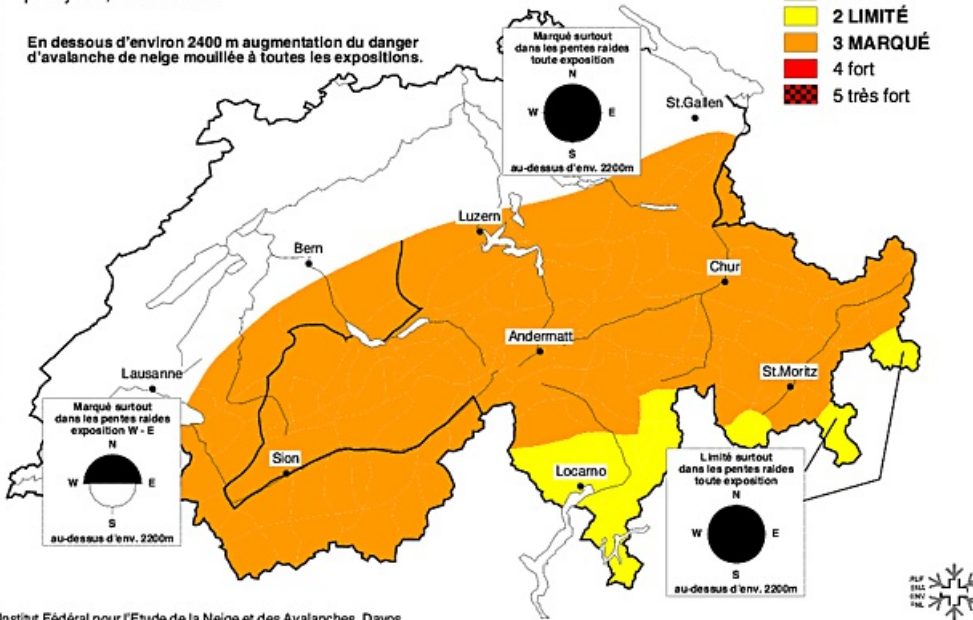 2 LIMITÉ
En dessous d'environ 2400 m augmentation du danger
d'avalanche de neige mouillée à toutes les expositions.
3 MARQUÉ
4 fort
5 très fort
Marqué surtout
dans les pentes raides
toute exposition
N
W E
S
au-dessus d'env. 2200m
St.Gallen
Luzern
Bern
Chur
Andermatt
Lausanne
St.Moritz
Marqué surtout
dans les pentes raides
exposition W - E
N
W E
S
au-dessus d'env. 2200m
Sion
Locarno
Limité surtout
dans les pentes raides
toute exposition
N
W E
S
au-dessus d'env. 2200m
SLF
ENV
SNL
Institut Fédéral pour l'Etude de la Neige et des Avalanches, Davos